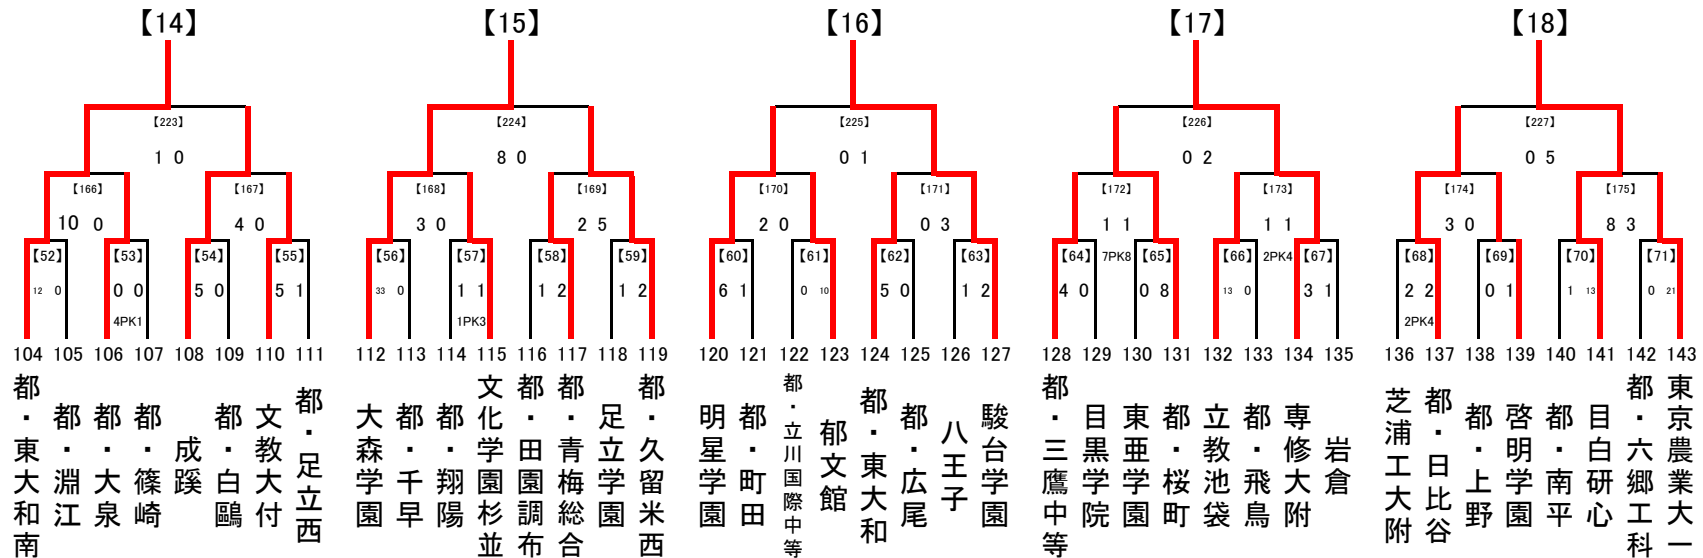 【14】 【15】 【16】 【17】 【18】
【223】 【224】 【225】 【226】 【227】
1 0 8 0 0 1 0 2 0 5
【166】 【167】 【168】 【169】 【170】 【171】 【172】 【173】 【174】 【175】
10 0 4 0 3 0 2 5 2 0 0 3 1 1 1 1 3 0 8 3
【52】 【53】 【54】 【55】 【56】 【57】 【58】 【59】 【60】 【61】 【62】 【63】 【64】 7PK8 【65】 【66】 2PK4 【67】 【68】 【69】 【70】 【71】
12 0 0 0 5 0 5 1 33 0 1 1 1 2 1 2 6 1 0 10 5 0 1 2 4 0 0 8 13 0 3 1 2 2 0 1 1 13 0 21
4PK1 1PK3 2PK4
104 105 106 107 108 109 110 111 112 113 114 115 116 117 118 119 120 121 122 123 124 125 126 127 128 129 130 131 132 133 134 135 136 137 138 139 140 141 142 143
都・東大和南
都・淵江
都・大泉
都・篠崎
成蹊
都・白鷗
文教大付
都・足立西
大森学園
都・千早
都・翔陽
文化学園杉並
都・田園調布
都・青梅総合
足立学園
都・久留米西
明星学園
都・町田
都・立川国際中等
郁文館
都・東大和
都・広尾
八王子
駿台学園
都・三鷹中等
目黒学院
東亜学園
都・桜町
立教池袋
都・飛鳥
専修大附
岩倉
芝浦工大附
都・日比谷
都・上野
啓明学園
都・南平
目白研心
都・六郷工科
東京農業大一